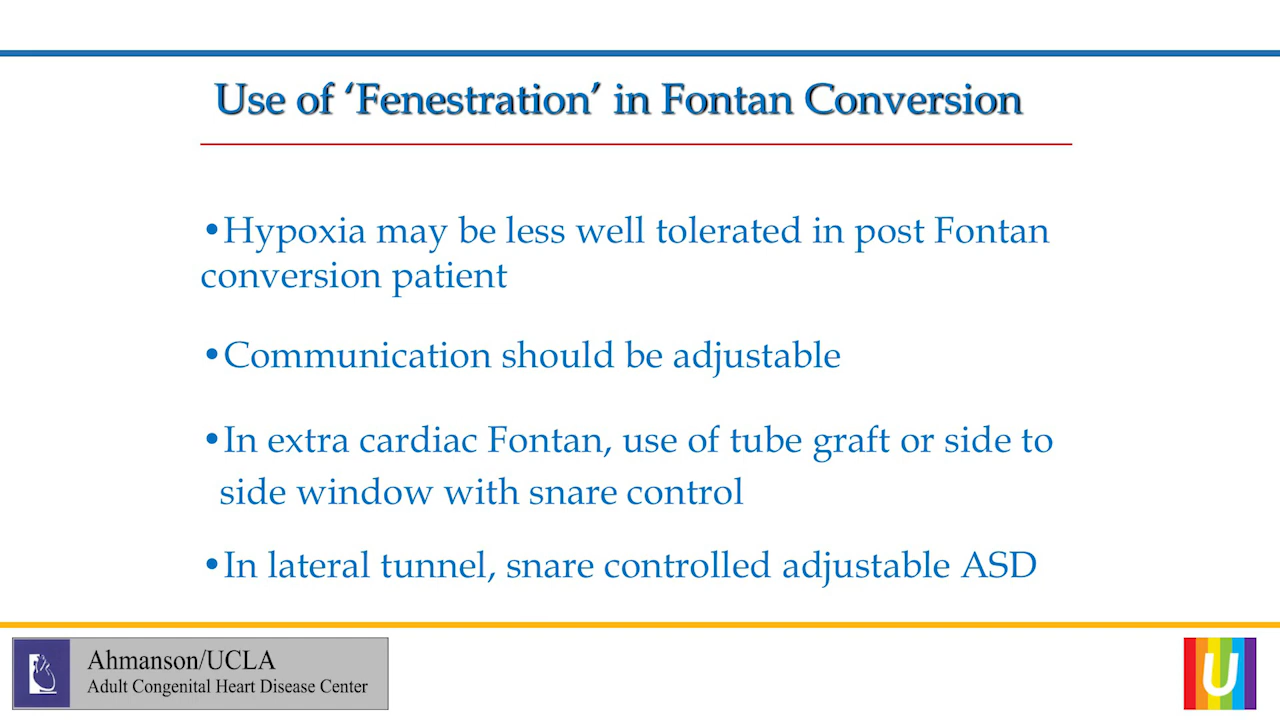 Use of ‘Fenestration’ in Fontan Conversion
•Hypoxia may be less well tolerated in post Fontan
conversion patient
•Communication should be adjustable
•In extra cardiac Fontan, use of tube graft or side to
side window with snare control
•In lateral tunnel, snare controlled adjustable ASD
Ahmanson/UCLA
Adult Congenital Heart Disease Center
U